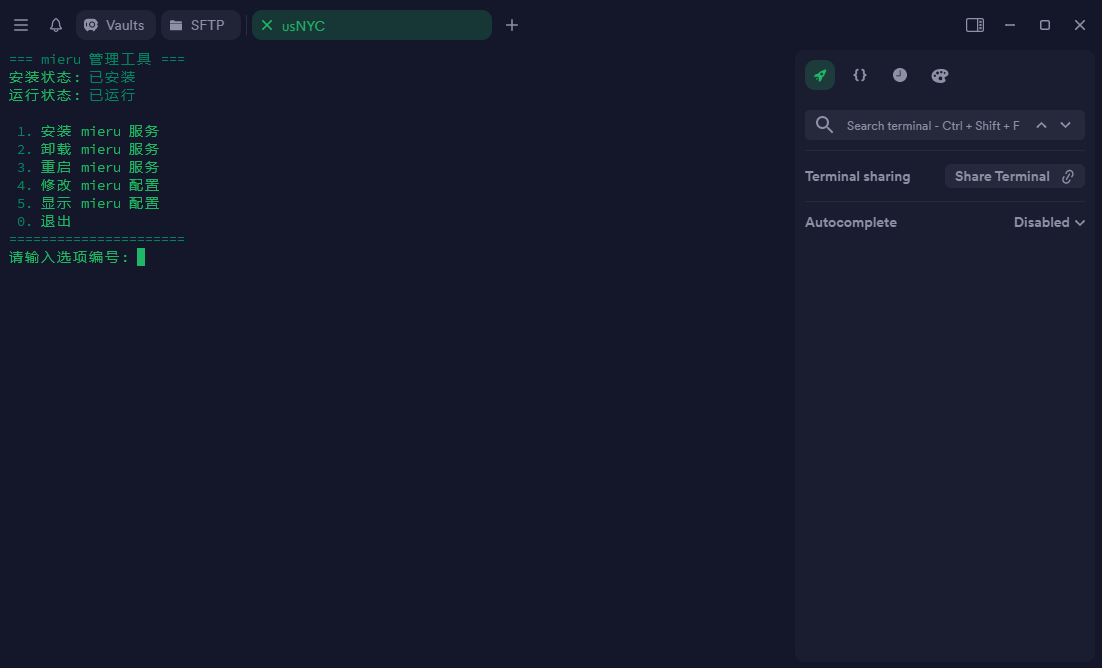 Vaults
SFTP
usNYC
=== mieru 管理工具 ===
安装状态: 已安装
运行状态: 已运行
1. 安装 mieru 服务
2. 卸载 mieru 服务
3. 重启 mieru 服务
4. 修改 mieru 配置
5. 显示 mieru 配置
0. 退出
======================
请输入选项编号:
{}
Search terminal - Ctrl + Shift + F
Terminal sharing
Share Terminal
Autocomplete
Disabled